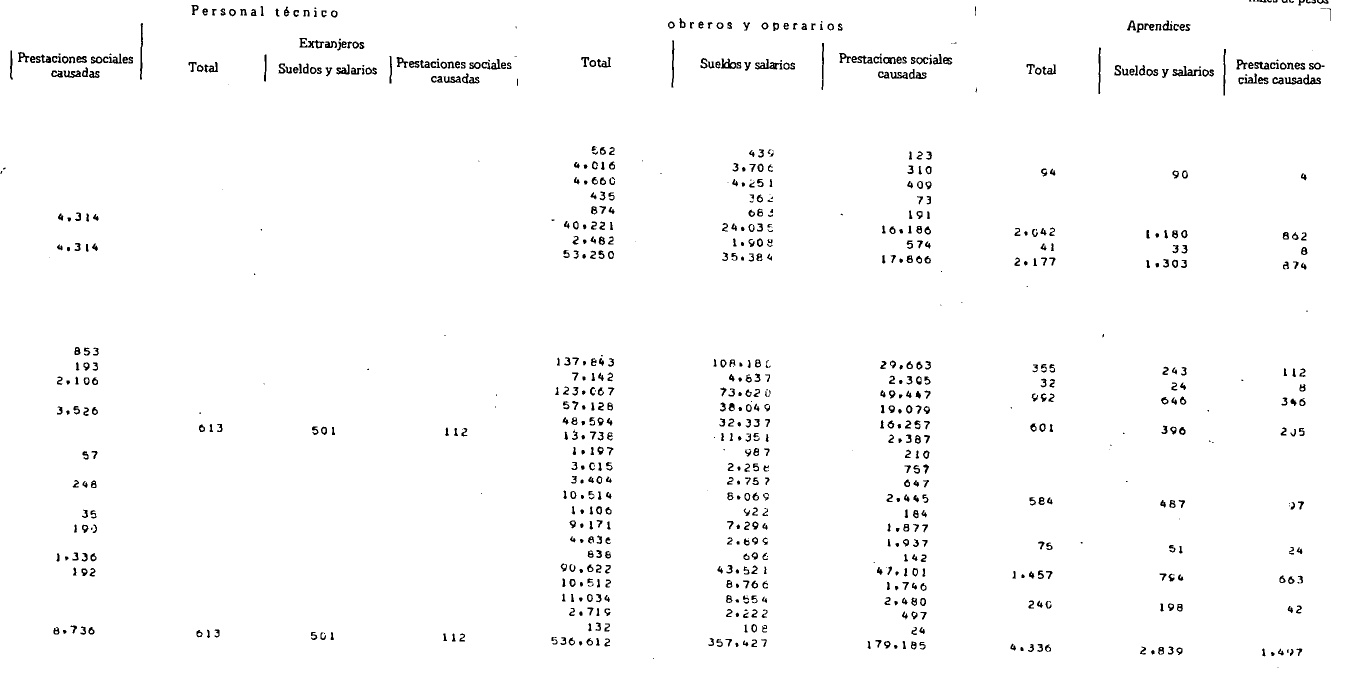 miles de pesos
Personal técnico
obreros y operarios
Aprendices
Extranjeros
Prestaciones sociales causadas Total Sueldos y salarios Prestaciones sociales causadas Total Sueldos y salarios Prestaciones sociales causadas Total Sueldos y salarios Prestaciones so-ciales causadas
562 439 123
4.016 3.706 310 94 90 4
4.660 4.251 409
435 362 73
874 683 191
4.314 40.221 24.035 16.186 2.042 1.180 862
2.482 1.908 574 41 33 8
4.314 53.250 35.384 17.866 2.177 1.303 874
853 137.843 108.180 29.663 355 243 112
193 7.142 4.837 2.305 32 24 8
2.106 123.067 73.620 49.447 992 646 346
57.128 38.049 19.079
3.526 48.594 32.337 16.257 601 396 205
613 501 112 13.738 11.351 2.387
1.197 987 210
57 3.015 2.258 757
3.404 2.757 647
248 10.514 8.069 2.445 584 487 97
1.106 922 184
35 9.171 7.294 1.877
190 4.836 2.899 1.937 75 51 24
838 696 142
1.336 90.622 43.521 47.101 1.457 794 663
192 10.512 8.766 1.746
11.034 8.554 2.480 240 198 42
2.719 2.222 497
132 108 24
8.736 613 501 112 536.612 357.427 179.185 4.336 2.839 1.497